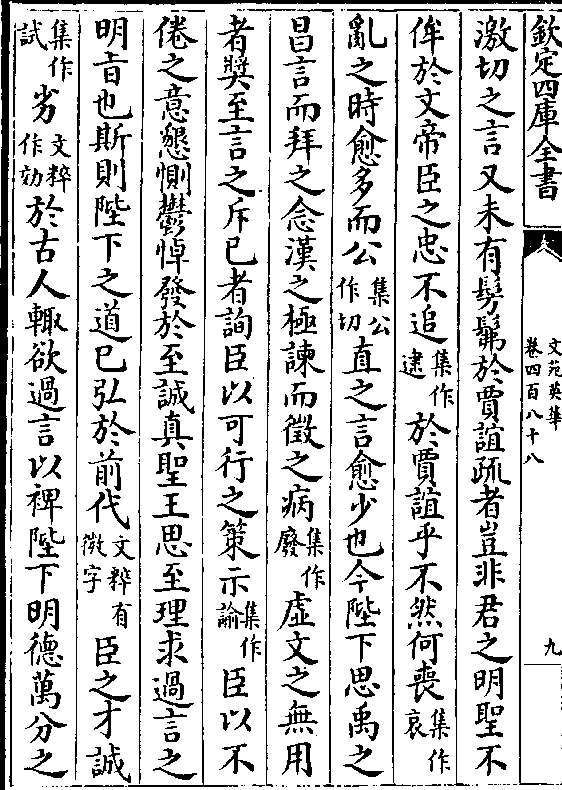 欽定四庫全書
文苑英華
卷四百八十八
九
激切之言又未有髣髴於賈誼疏者豈非君之明聖不
侔於文帝臣之忠不追集作逮於賈誼乎不然何喪集作哀
亂之時愈多而公集公作切直之言愈少也今陛下思禹之
昌言而拜之念漢之極諫而徵之病集作廢虛文之無用
者奬至言之斥已者詢臣以可行之策示集作諭臣以不
倦之意懇惻鬱悼發於至誠真聖王思至理求過言之
明㫖也斯則陛下之道已弘於前代文粹有徴字臣之才誠
集作試劣文粹作効於古人輙欲過言以裨陛下明德萬分之